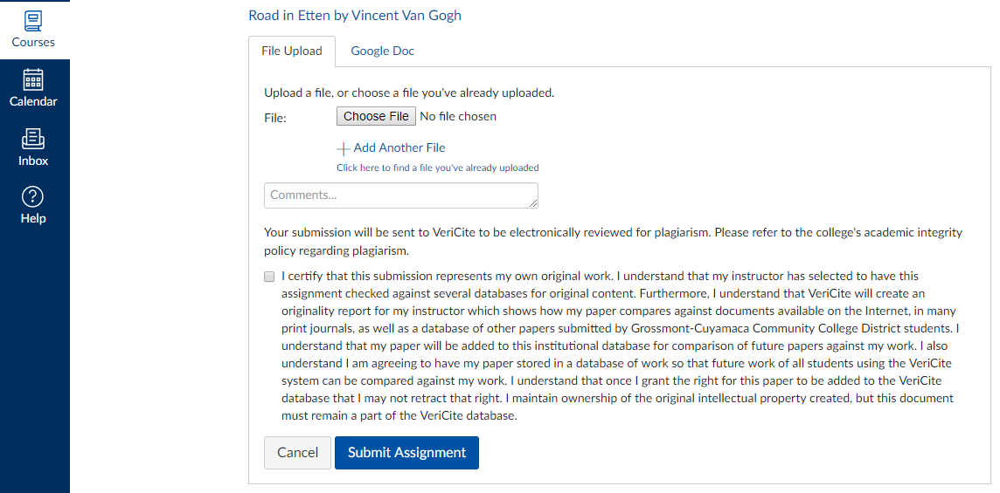 Courses
Calendar
Inbox
Help
Road in Etten by Vincent Van Gogh
File Upload
Google Doc
Upload a file, or choose a file you've already uploaded.
File: Choose File No file chosen
Add Another File
Click here to find a file you've already uploaded
Comments...
Your submission will be sent to VeriCite to be electronically reviewed for plagiarism. Please refer to the college's academic integrity
policy regarding plagiarism.
I certify that this submission represents my own original work. I understand that my instructor has selected to have this
assignment checked against several databases for original content. Furthermore, I understand that VeriCite will create an
originality report for my instructor which shows how my paper compares against documents available on the Internet, in many
print journals, as well as a database of other papers submitted by Grossmont-Cuyamaca Community College District students. I
understand that my paper will be added to this institutional database for comparison of future papers against my work. I also
understand I am agreeing to have my paper stored in a database of work so that future work of all students using the VeriCite
system can be compared against my work. I understand that once I grant the right for this paper to be added to the VeriCite
database that I may not retract that right. I maintain ownership of the original intellectual property created, but this document
must remain a part of the VeriCite database.
Cancel
Submit Assignment